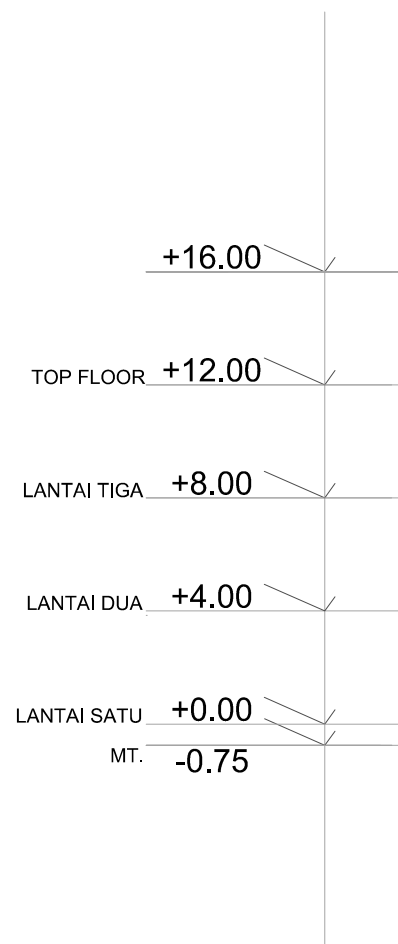 +16.00
TOP FLOOR +12.00
LANTAI TIGA +8.00
LANTAI DUA +4.00
LANTAI SATU +0.00
MT. -0.75